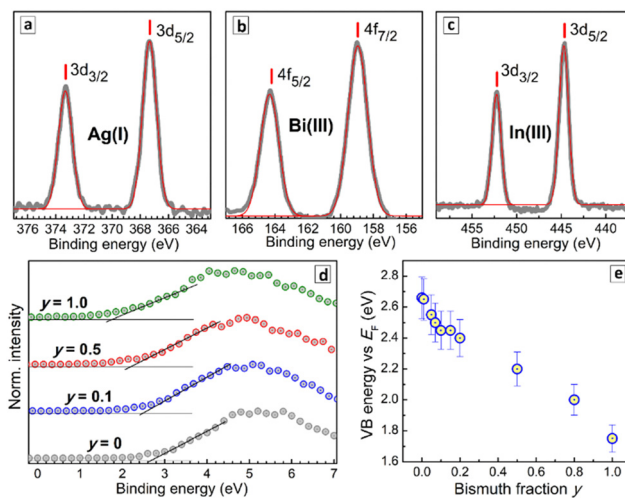 a
3d5/2
3d3/2
Ag(I)
376 374 372 370 368 366 364
Binding energy (eV)
b
4f7/2
4f5/2
Bi(III)
166 164 162 160 158 156
Binding energy (eV)
c
3d5/2
3d3/2
In(III)
455 450 445 440
Binding energy (eV)
d
Norm. intensity
y = 1.0
y = 0.5
y = 0.1
y = 0
0 1 2 3 4 5 6 7
Binding energy (eV)
e
VB energy vs EF (eV)
2.8
2.6
2.4
2.2
2.0
1.8
1.6
0.0 0.2 0.4 0.6 0.8 1.0
Bismuth fraction y